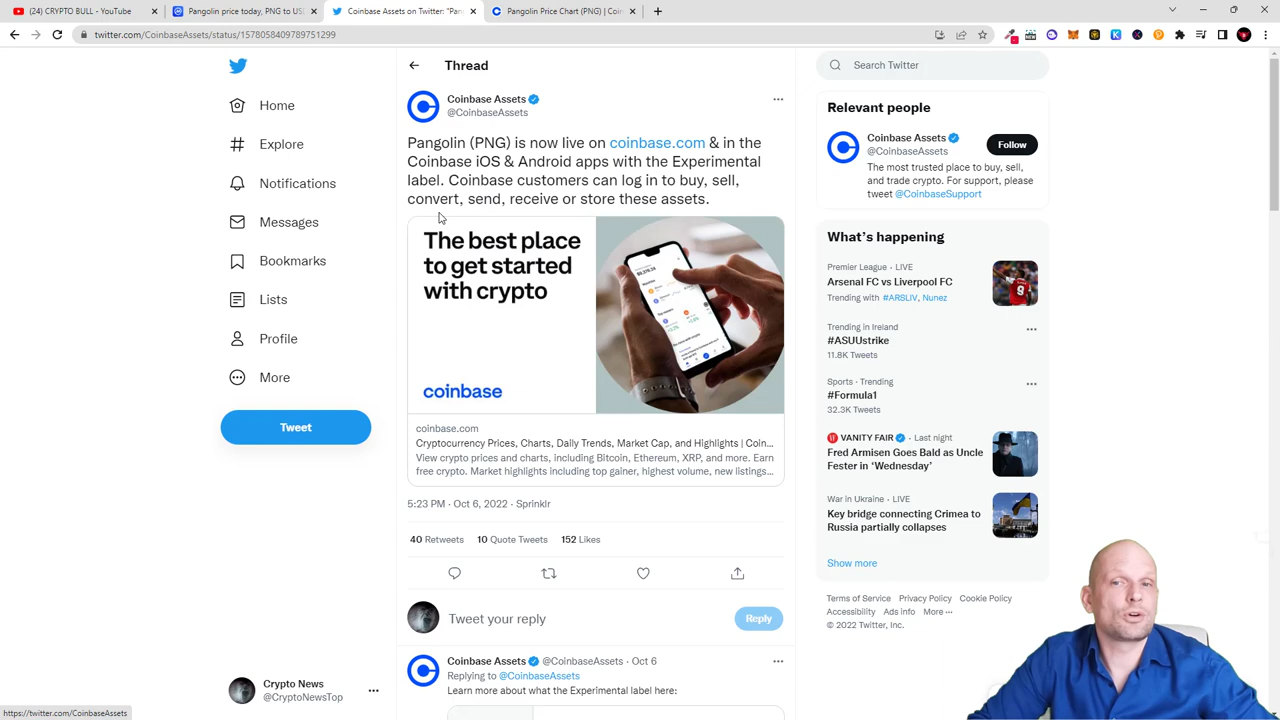 (24) CRYPTO BULL - YouTube
Pangolin price today, PNG to US
Coinbase Assets on Twitter: "Pan
Pangolin Price Chart (PNG) | Coin
twitter.com/CoinbaseAssets/status/1578058409789751299
Home
Explore
Notifications
Messages
Bookmarks
Lists
Profile
More
Tweet
Crypto News
@CryptoNewsTop
https://twitter.com/CoinbaseAssets
Thread
Coinbase Assets
@CoinbaseAssets
Pangolin (PNG) is now live on coinbase.com & in the
Coinbase iOS & Android apps with the Experimental
label. Coinbase customers can log in to buy, sell,
convert, send, receive or store these assets.
The best place
to get started
with crypto
coinbase
coinbase.com
Cryptocurrency Prices, Charts, Daily Trends, Market Cap, and Highlights | Coin...
View crypto prices and charts, including Bitcoin, Ethereum, XRP, and more. Earn
free crypto. Market highlights including top gainer, highest volume, new listings...
5:23 PM · Oct 6, 2022 · Sprinklr
40 Retweets 10 Quote Tweets 152 Likes
Tweet your reply
Reply
Coinbase Assets @CoinbaseAssets · Oct 6
Replying to @CoinbaseAssets
Learn more about what the Experimental label here:
Search Twitter
Relevant people
Coinbase Assets
@CoinbaseAssets
Follow
The most trusted place to buy, sell,
and trade crypto. For support, please
tweet @CoinbaseSupport
What's happening
Premier League · LIVE
Arsenal FC vs Liverpool FC
Trending with #ARSLIV, Nunez
Trending in Ireland
#ASUUstrike
11.8K Tweets
Sports · Trending
#Formula1
32.3K Tweets
VANITY FAIR · Last night
Fred Armisen Goes Bald as Uncle
Fester in 'Wednesday'
War in Ukraine · LIVE
Key bridge connecting Crimea to
Russia partially collapses
Show more
Terms of Service Privacy Policy Cookie Policy
Accessibility Ads info More ···
© 2022 Twitter, Inc.